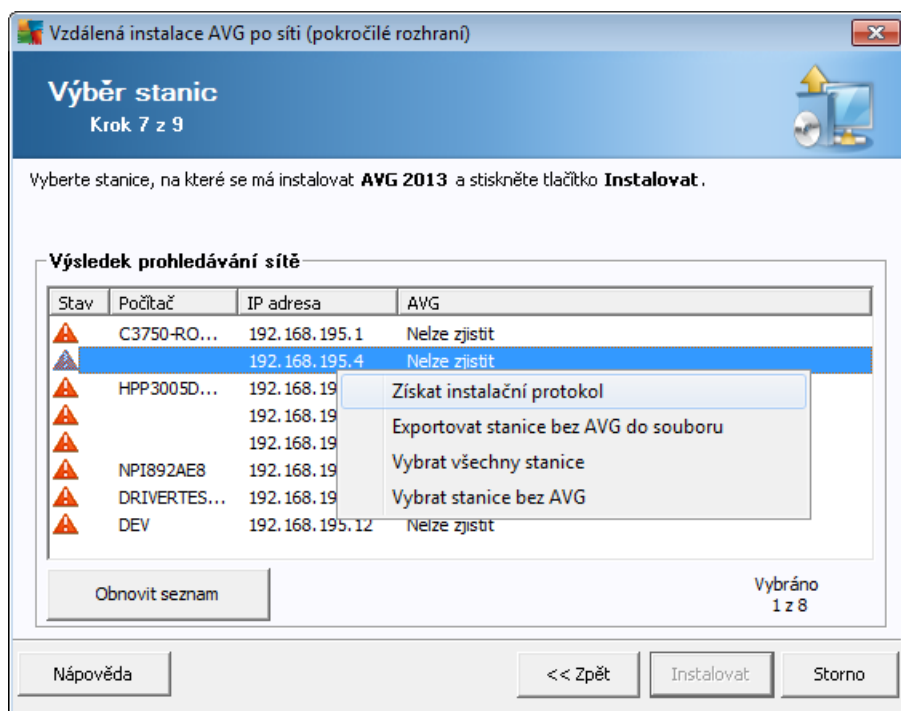 Vzdálená instalace AVG po síti (pokročilé rozhraní)
Výběr stanic
Krok 7 z 9
Vyberte stanice, na které se má instalovat AVG 2013 a stiskněte tlačítko Instalovat.
Výsledek prohledávání sítě
Stav Počítač IP adresa AVG
C3750-RO... 192.168.195.1 Nelze zjistit
192.168.195.4 Nelze zjistit
HPP3005D... 192.168.19
192.168.19
192.168.19
NPI892AE8 192.168.19
DRIVERTES... 192.168.19
DEV 192.168.195.12 Nelze zjistit
Získat instalační protokol
Exportovat stanice bez AVG do souboru
Vybrat všechny stanice
Vybrat stanice bez AVG
Obnovit seznam
Vybráno
1 z 8
Nápověda
<< Zpět
Instalovat
Storno